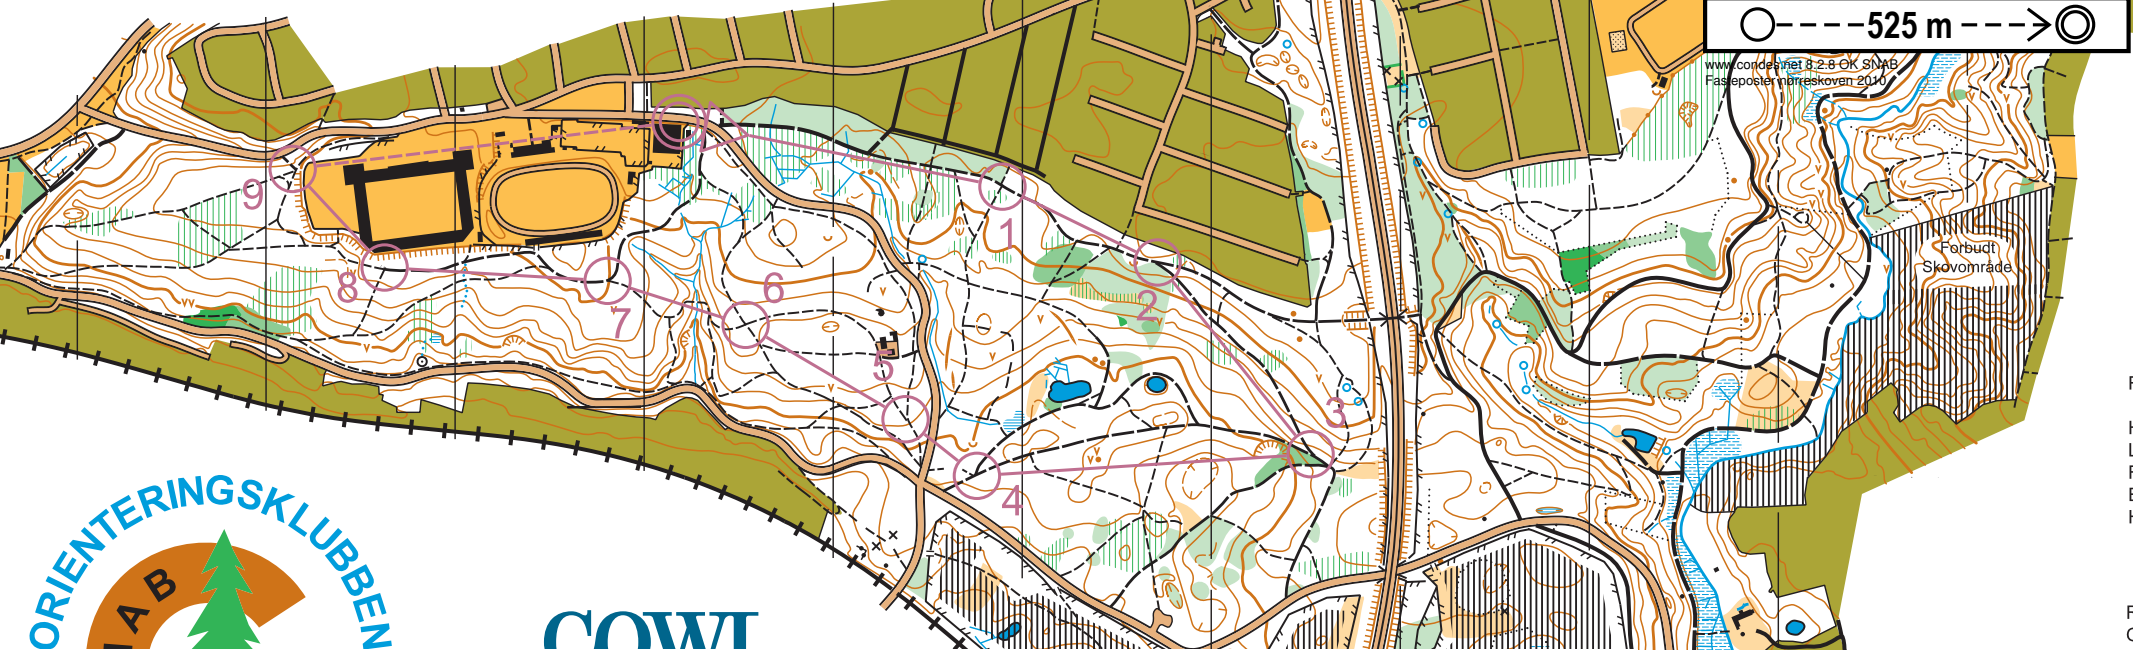 525 m
www.condes.net 8.2.8 OK SNAB
Fasteposter nørreskoven 2010
9
1
Forbudt
Skovområde
8
6
2
7
5
3
4
ORIENTERINGSKLUBBEN
COWI